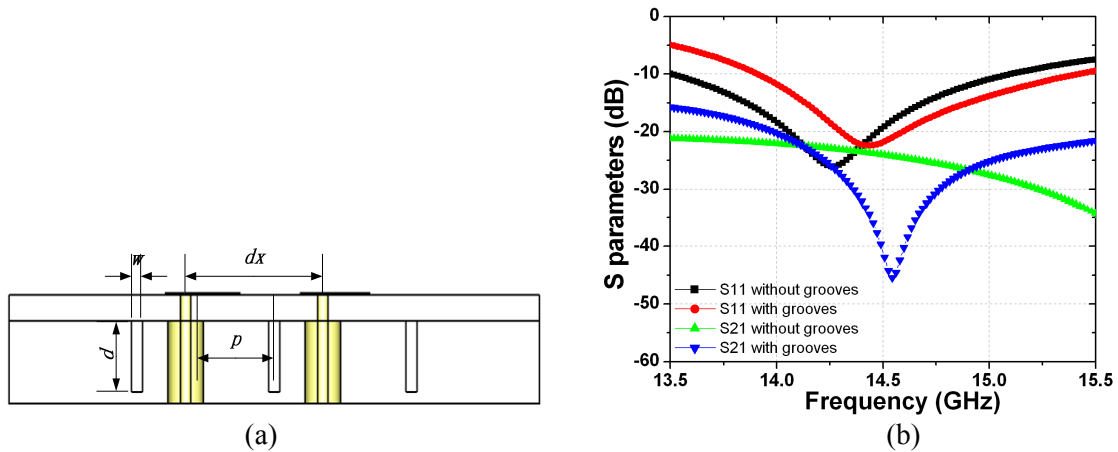 w
dx
d
p
(a)
0
-10
-20
-30
-40
-50
-60
S parameters (dB)
S11 without grooves
S11 with grooves
S21 without grooves
S21 with grooves
13.5 14.0 14.5 15.0 15.5
Frequency (GHz)
(b)